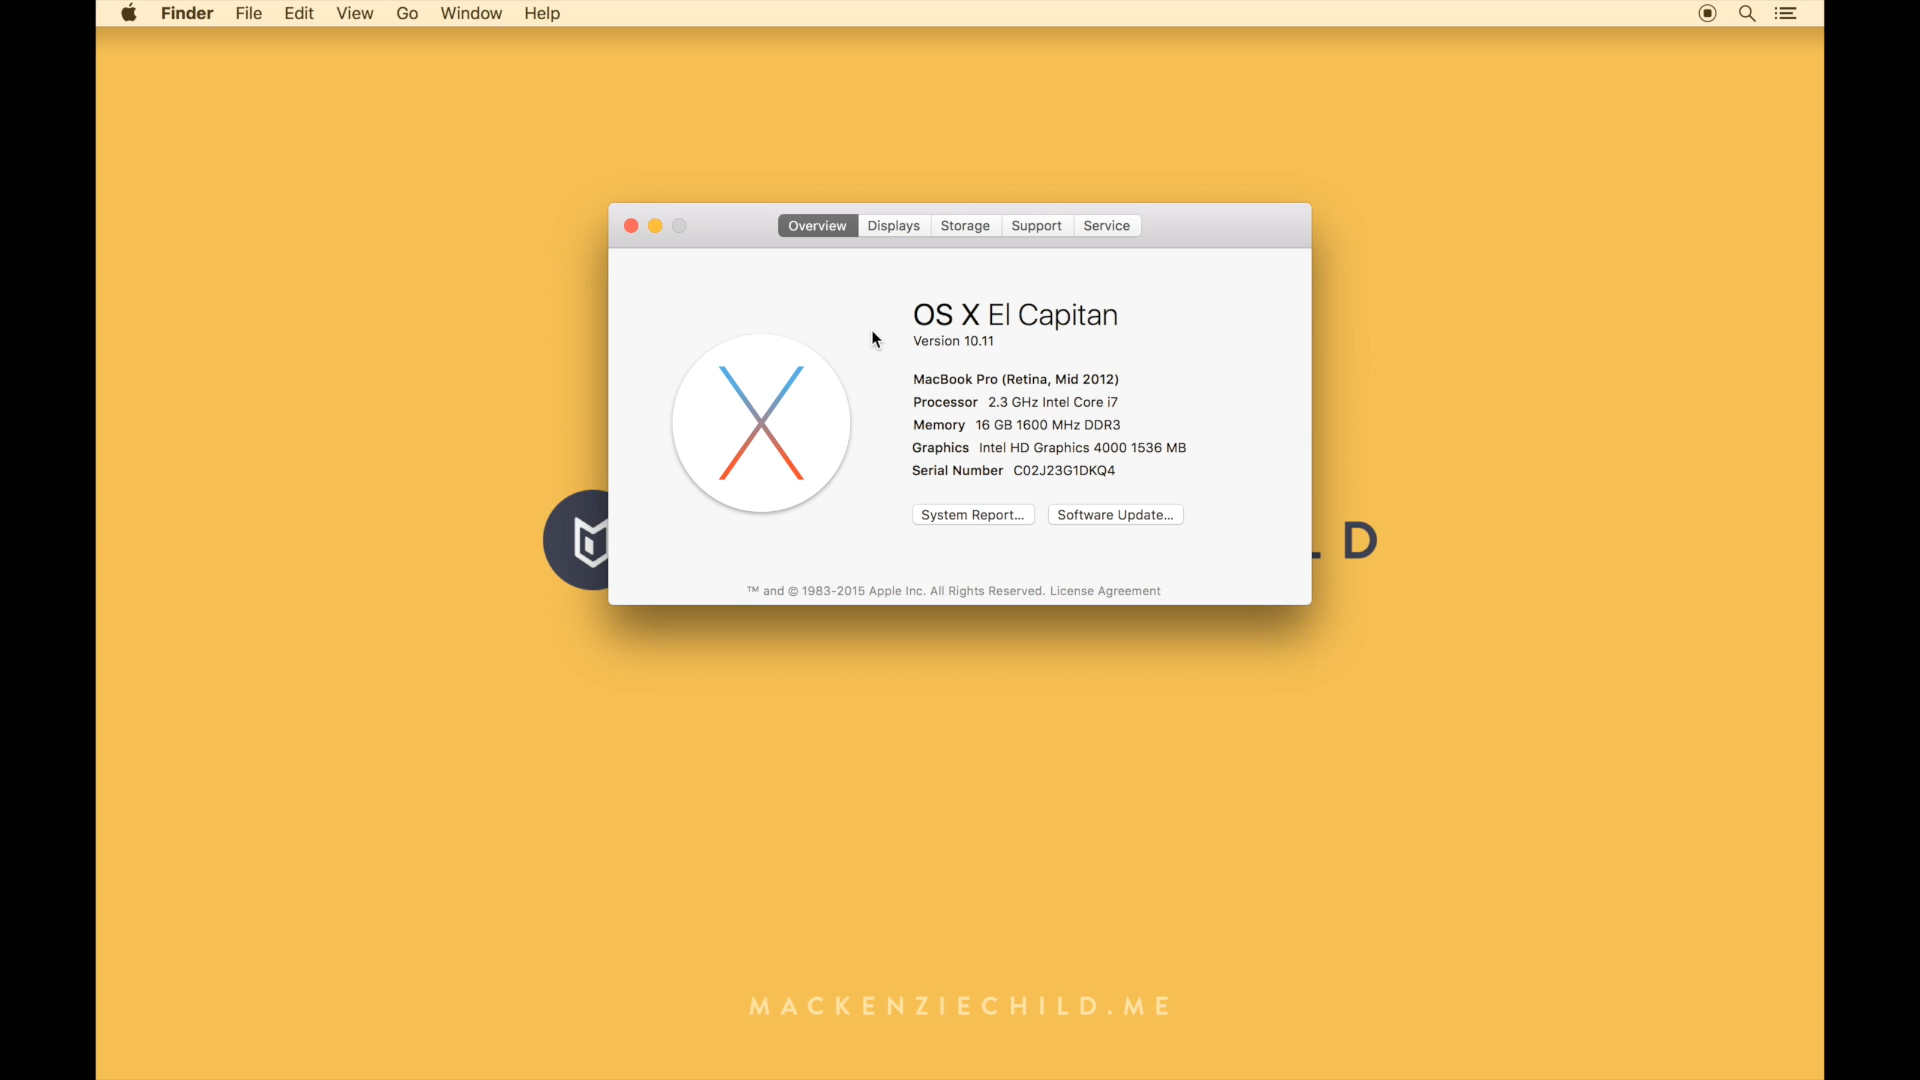 Finder File Edit View Go Window Help
Overview Displays Storage Support Service
OS X El Capitan
Version 10.11
MacBook Pro (Retina, Mid 2012)
Processor 2.3 GHz Intel Core i7
Memory 16 GB 1600 MHz DDR3
Graphics Intel HD Graphics 4000 1536 MB
Serial Number C02J23G1DKQ4
System Report... Software Update...
™ and © 1983-2015 Apple Inc. All Rights Reserved. License Agreement
L D
MACKENZIECHILD.ME